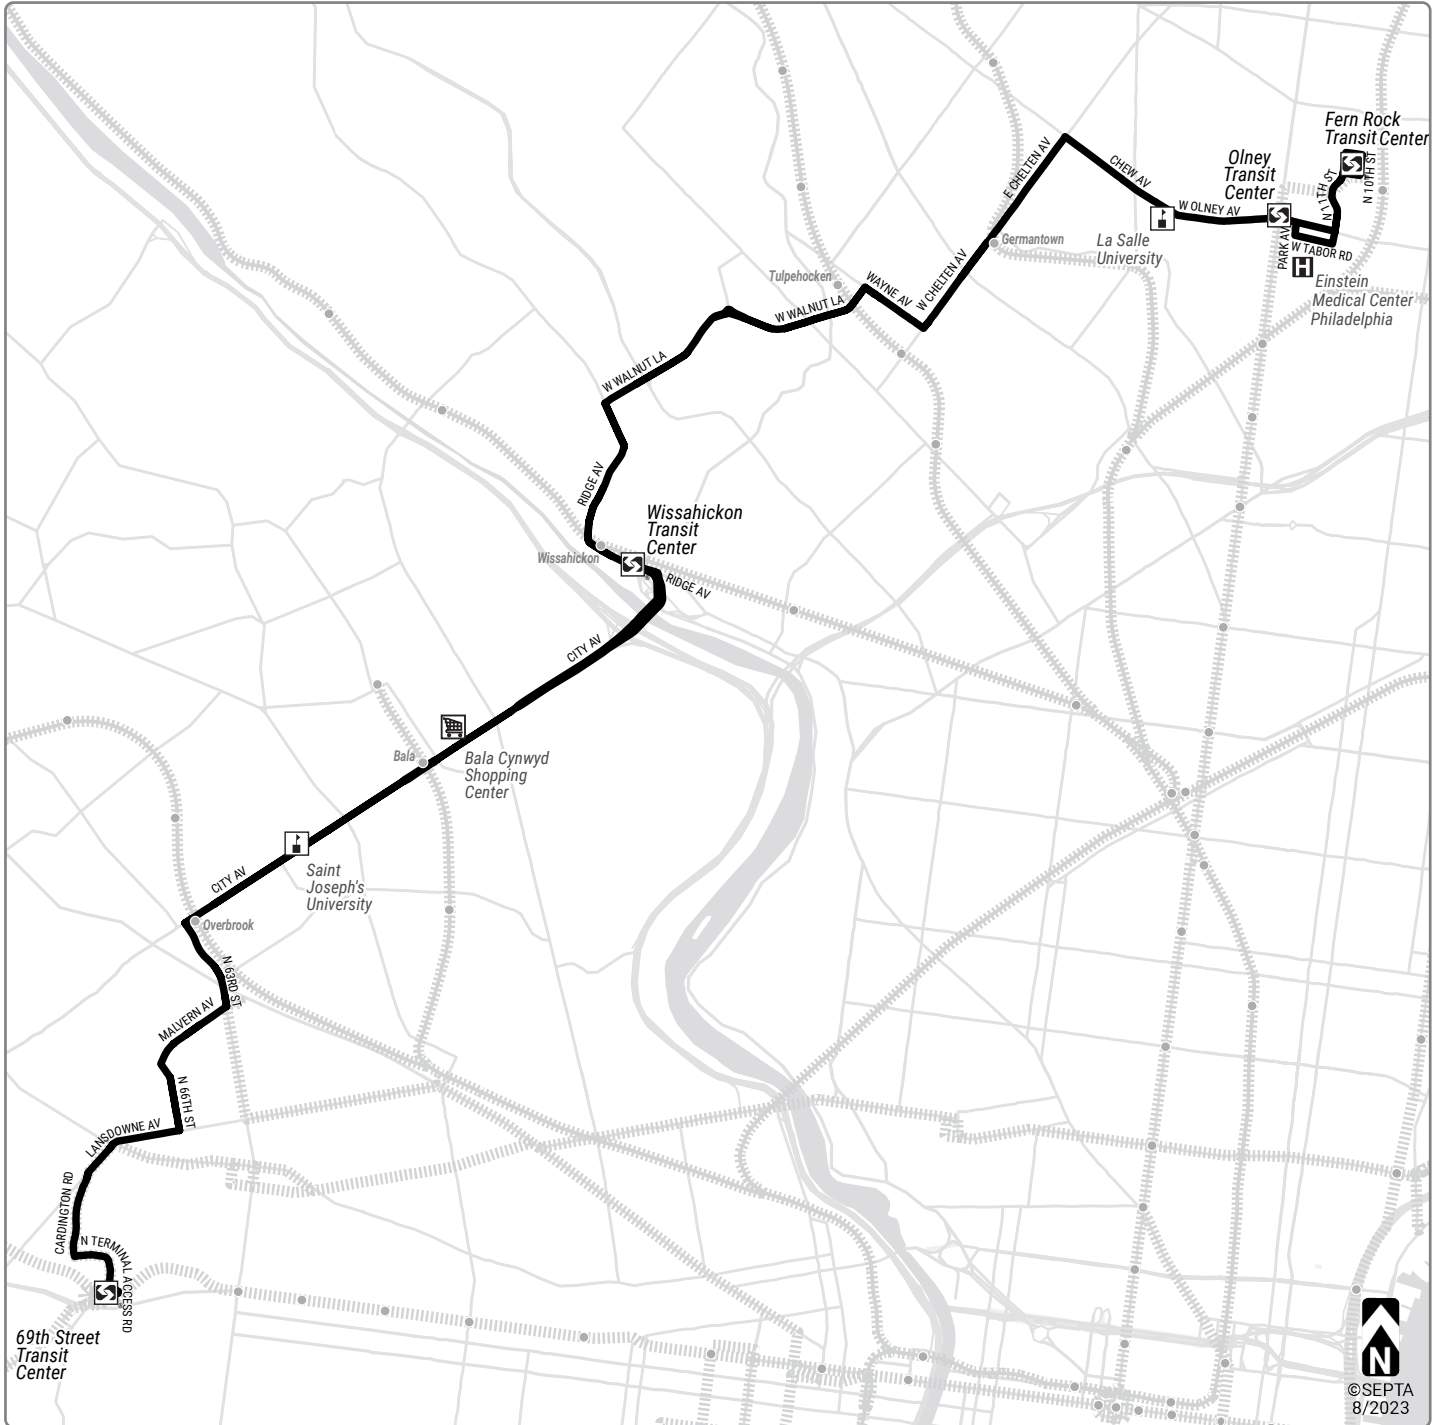 Fern Rock
Transit Center
Olney
Transit
Center
E CHELTEN AV
CHEW AV
N 11TH ST
N 10TH ST
W OLNEY AV
PARK AV
W TABOR RD
H
La Salle
University
Germantown
Einstein
Medical Center
Philadelphia
Tulpehocken
WAYNE AV
W CHELTEN AV
W WALNUT LA
W WALNUT LA
RIDGE AV
Wissahickon
Transit
Center
Wissahickon
RIDGE AV
CITY AV
Bala
Bala Cynwyd
Shopping
Center
Saint
Joseph's
University
CITY AV
Overbrook
N 63RD ST
MALVERN AV
N 66TH ST
LANSDOWNE AV
CARDINGTON RD
N TERMINAL ACCESS RD
69th Street
Transit
Center
N
©SEPTA
8/2023